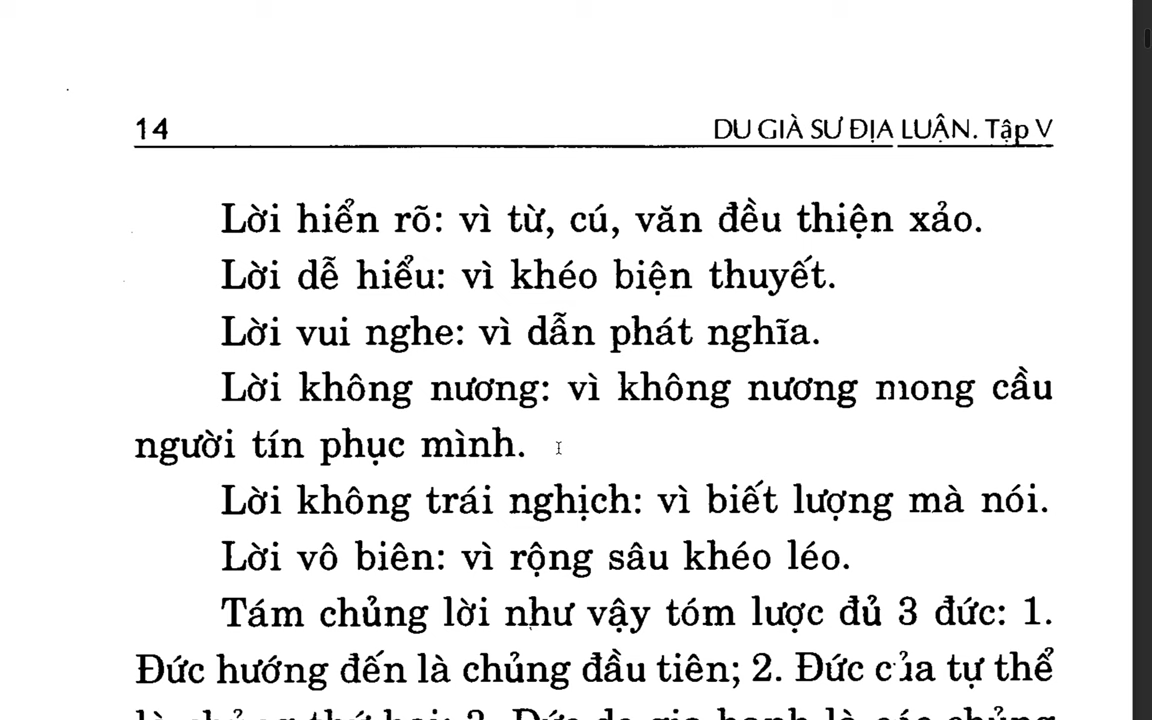 14 DU GIÀ SƯ ĐỊA LUẬN. Tập V
Lời hiển rõ: vì từ, cú, văn đều thiện xảo.
Lời dễ hiểu: vì khéo biện thuyết.
Lời vui nghe: vì dẫn phát nghĩa.
Lời không nương: vì không nương mong cầu
người tín phục mình.
Lời không trái nghịch: vì biết lượng mà nói.
Lời vô biên: vì rộng sâu khéo léo.
Tám chủng lời như vậy tóm lược đủ 3 đức: 1.
Đức hướng đến là chủng đầu tiên; 2. Đức của tự thể